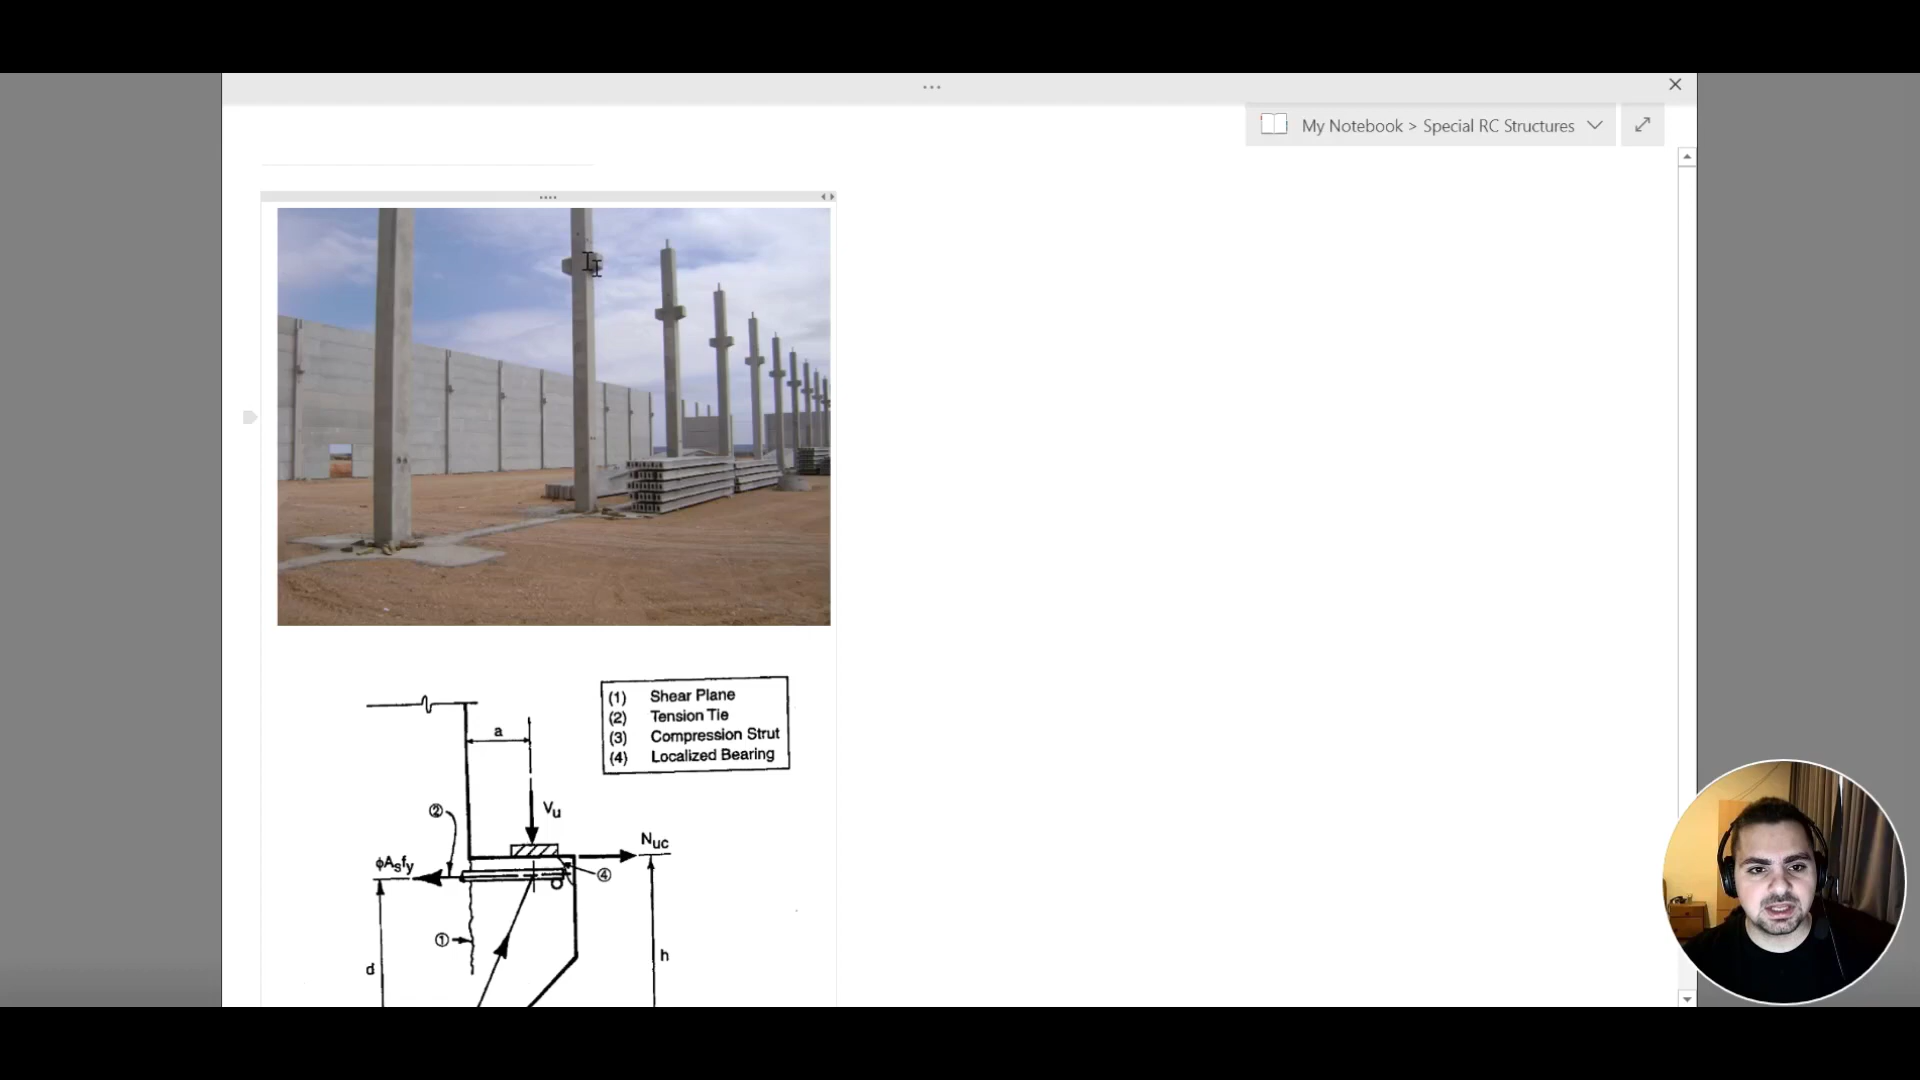 My Notebook > Special RC Structures
(1) Shear Plane
(2) Tension Tie
(3) Compression Strut
(4) Localized Bearing
a
② Vu
Nuc
ϕAsfy
④
①
d h